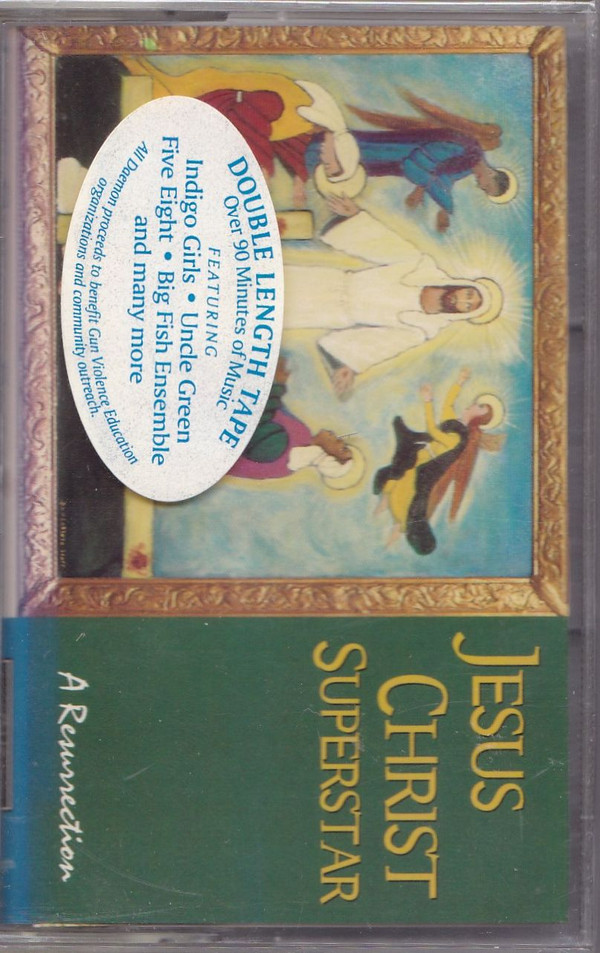 DOUBLE LENGTH TAPE
Over 90 Minutes of Music
FEATURING
Indigo Girls • Uncle Green
Five Eight • Big Fish Ensemble
and many more
All Daemon proceeds to benefit Gun Violence Education
organizations and community outreach.
JESUS
CHRIST
SUPERSTAR
A Resurrection